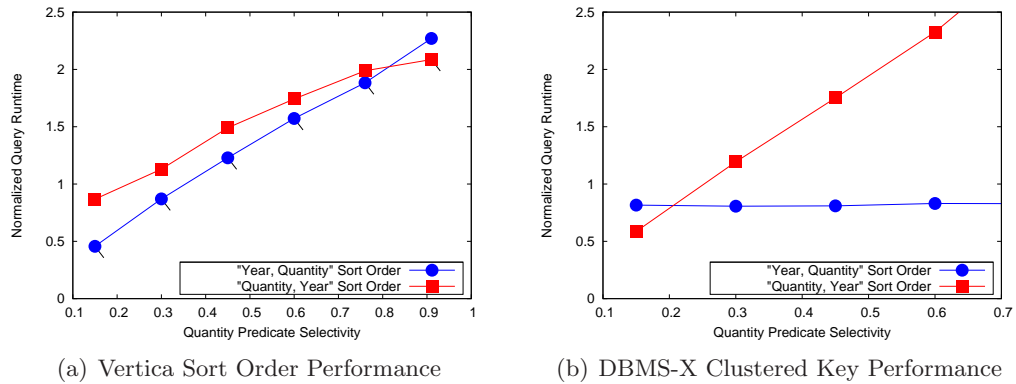 2.5
2
1.5
1
0.5
0
Normalized Query Runtime
"Year, Quantity" Sort Order
"Quantity, Year" Sort Order
0.1 0.2 0.3 0.4 0.5 0.6 0.7 0.8 0.9 1
Quantity Predicate Selectivity
(a) Vertica Sort Order Performance
2.5
2
1.5
1
0.5
0
Normalized Query Runtime
"Year, Quantity" Sort Order
"Quantity, Year" Sort Order
0.1 0.2 0.3 0.4 0.5 0.6 0.7
Quantity Predicate Selectivity
(b) DBMS-X Clustered Key Performance